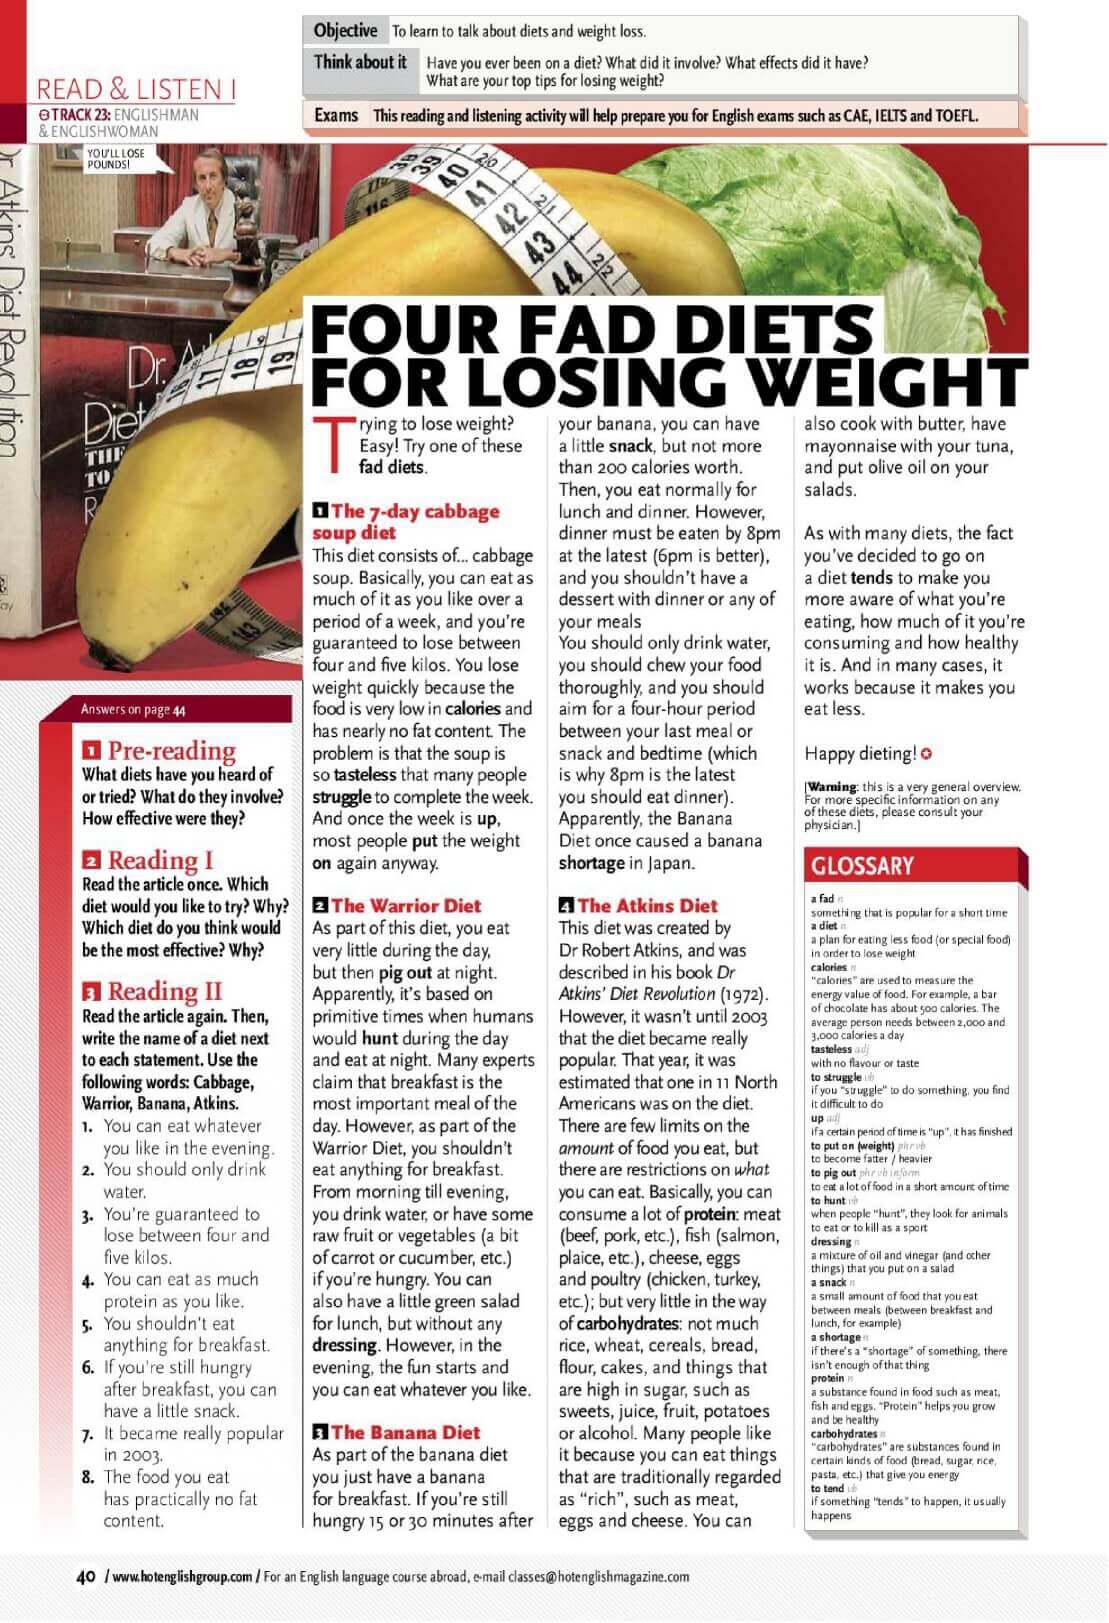 Objective To learn to talk about diets and weight loss.
Think about it Have you ever been on a diet? What did it involve? What effects did it have?
What are your top tips for losing weight?
Exams This reading and listening activity will help prepare you for English exams such as CAE, IELTS and TOEFL.
READ & LISTEN I
TRACK 23: ENGLISHMAN
& ENGLISHWOMAN
YOU'LL LOSE
POUNDS!
r Atkins' Diet Revolution
Dr. A
Diet
THE
TO
R
FOUR FAD DIETS
FOR LOSING WEIGHT
Trying to lose weight?
Easy! Try one of these
fad diets.
1 The 7-day cabbage
soup diet
This diet consists of... cabbage
soup. Basically, you can eat as
much of it as you like over a
period of a week, and you're
guaranteed to lose between
four and five kilos. You lose
weight quickly because the
food is very low in calories and
has nearly no fat content. The
problem is that the soup is
so tasteless that many people
struggle to complete the week.
And once the week is up,
most people put the weight
on again anyway.
2 The Warrior Diet
As part of this diet, you eat
very little during the day,
but then pig out at night.
Apparently, it's based on
primitive times when humans
would hunt during the day
and eat at night. Many experts
claim that breakfast is the
most important meal of the
day. However, as part of the
Warrior Diet, you shouldn't
eat anything for breakfast.
From morning till evening,
you drink water, or have some
raw fruit or vegetables (a bit
of carrot or cucumber, etc.)
if you're hungry. You can
also have a little green salad
for lunch, but without any
dressing. However, in the
evening, the fun starts and
you can eat whatever you like.
3 The Banana Diet
As part of the banana diet
you just have a banana
for breakfast. If you're still
hungry 15 or 30 minutes after
your banana, you can have
a little snack, but not more
than 200 calories worth.
Then, you eat normally for
lunch and dinner. However,
dinner must be eaten by 8pm
at the latest (6pm is better),
and you shouldn't have a
dessert with dinner or any of
your meals
You should only drink water,
you should chew your food
thoroughly, and you should
aim for a four-hour period
between your last meal or
snack and bedtime (which
is why 8pm is the latest
you should eat dinner).
Apparently, the Banana
Diet once caused a banana
shortage in Japan.
4 The Atkins Diet
This diet was created by
Dr Robert Atkins, and was
described in his book Dr
Atkins' Diet Revolution (1972).
However, it wasn't until 2003
that the diet became really
popular. That year, it was
estimated that one in 11 North
Americans was on the diet.
There are few limits on the
amount of food you eat, but
there are restrictions on what
you can eat. Basically, you can
consume a lot of protein: meat
(beef, pork, etc.), fish (salmon,
plaice, etc.), cheese, eggs
and poultry (chicken, turkey,
etc.); but very little in the way
of carbohydrates: not much
rice, wheat, cereals, bread,
flour, cakes, and things that
are high in sugar, such as
sweets, juice, fruit, potatoes
or alcohol. Many people like
it because you can eat things
that are traditionally regarded
as "rich", such as meat,
eggs and cheese. You can
also cook with butter, have
mayonnaise with your tuna,
and put olive oil on your
salads.
As with many diets, the fact
you've decided to go on
a diet tends to make you
more aware of what you're
eating, how much of it you're
consuming and how healthy
it is. And in many cases, it
works because it makes you
eat less.
Happy dieting!
[Warning: this is a very general overview.
For more specific information on any
of these diets, please consult your
physician.]
GLOSSARY
a fad n
something that is popular for a short time
a diet n
a plan for eating less food (or special food)
in order to lose weight
calories n
"calories" are used to measure the
energy value of food. For example, a bar
of chocolate has about 500 calories. The
average person needs between 2,000 and
3,000 calories a day
tasteless adj
with no flavour or taste
to struggle vb
if you "struggle" to do something, you find
it difficult to do
up adj
if a certain period of time is "up", it has finished
to put on (weight) phr vb
to become fatter / heavier
to pig out phr vb inform
to eat a lot of food in a short amount of time
to hunt vb
when people "hunt", they look for animals
to eat or to kill as a sport
dressing n
a mixture of oil and vinegar (and other
things) that you put on a salad
a snack n
a small amount of food that you eat
between meals (between breakfast and
lunch, for example)
a shortage n
if there's a "shortage" of something, there
isn't enough of that thing
protein n
a substance found in food such as meat,
fish and eggs. "Protein" helps you grow
and be healthy
carbohydrates n
"carbohydrates" are substances found in
certain kinds of food (bread, sugar, rice,
pasta, etc.) that give you energy
to tend vb
if something "tends" to happen, it usually
happens
Answers on page 44
1 Pre-reading
What diets have you heard of
or tried? What do they involve?
How effective were they?
2 Reading I
Read the article once. Which
diet would you like to try? Why?
Which diet do you think would
be the most effective? Why?
3 Reading II
Read the article again. Then,
write the name of a diet next
to each statement. Use the
following words: Cabbage,
Warrior, Banana, Atkins.
1. You can eat whatever
you like in the evening.
2. You should only drink
water.
3. You're guaranteed to
lose between four and
five kilos.
4. You can eat as much
protein as you like.
5. You shouldn't eat
anything for breakfast.
6. If you're still hungry
after breakfast, you can
have a little snack.
7. It became really popular
in 2003.
8. The food you eat
has practically no fat
content.
40 / www.hotenglishgroup.com / For an English language course abroad, e-mail classes@hotenglishmagazine.com